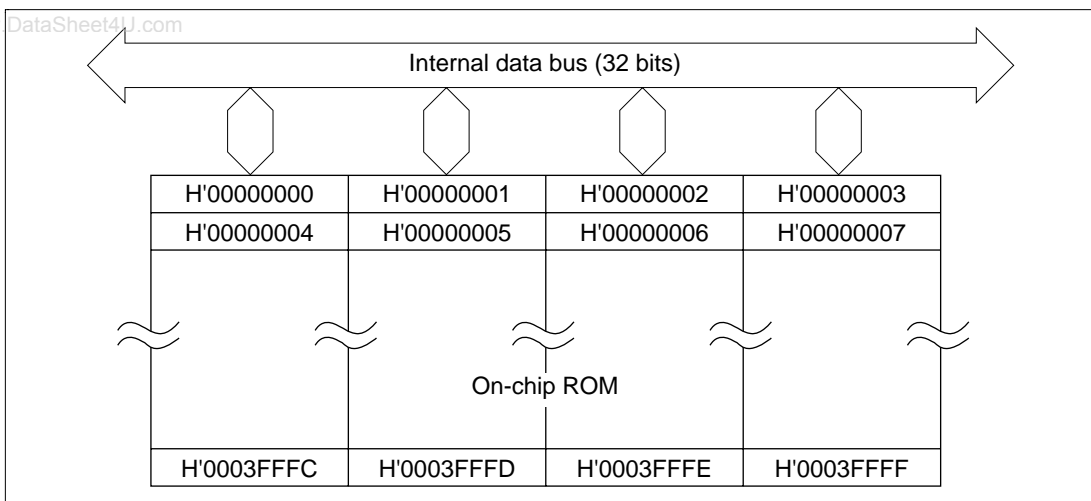 DataSheet4U.com
Internal data bus (32 bits)
H'00000000 H'00000001 H'00000002 H'00000003
H'00000004 H'00000005 H'00000006 H'00000007
On-chip ROM
H'0003FFFC H'0003FFFD H'0003FFFE H'0003FFFF